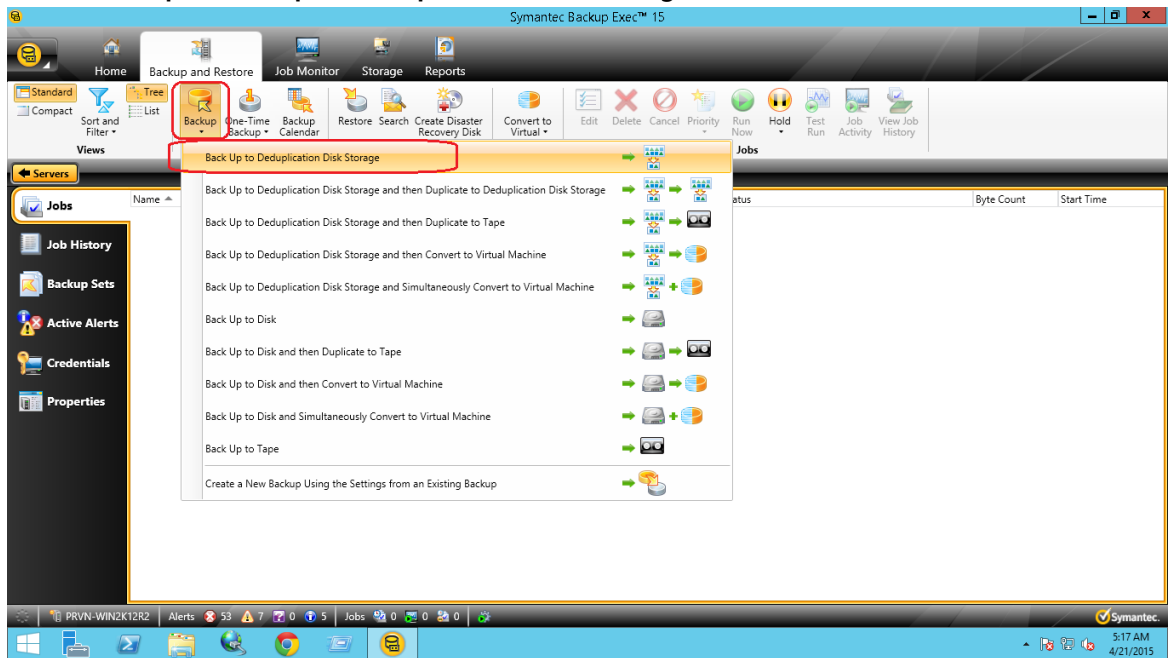 Symantec Backup Exec™ 15
Home
Backup and Restore
Job Monitor
Storage
Reports
Standard
Compact
Sort and
Filter
Tree
List
Views
Backup
One-Time
Backup
Backup
Calendar
Restore
Search
Create Disaster
Recovery Disk
Convert to
Virtual
Edit
Delete
Cancel
Priority
Run
Now
Hold
Test
Run
Job
Activity
View Job
History
Jobs
Servers
Back Up to Deduplication Disk Storage
Back Up to Deduplication Disk Storage and then Duplicate to Deduplication Disk Storage
Back Up to Deduplication Disk Storage and then Duplicate to Tape
Back Up to Deduplication Disk Storage and then Convert to Virtual Machine
Back Up to Deduplication Disk Storage and Simultaneously Convert to Virtual Machine
Back Up to Disk
Back Up to Disk and then Duplicate to Tape
Back Up to Disk and then Convert to Virtual Machine
Back Up to Disk and Simultaneously Convert to Virtual Machine
Back Up to Tape
Create a New Backup Using the Settings from an Existing Backup
Jobs
Job History
Backup Sets
Active Alerts
Credentials
Properties
Name
atus
Byte Count
Start Time
PRVN-WIN2K12R2 Alerts 53 7 0 5 Jobs 0 0 0
Symantec.
5:17 AM
4/21/2015